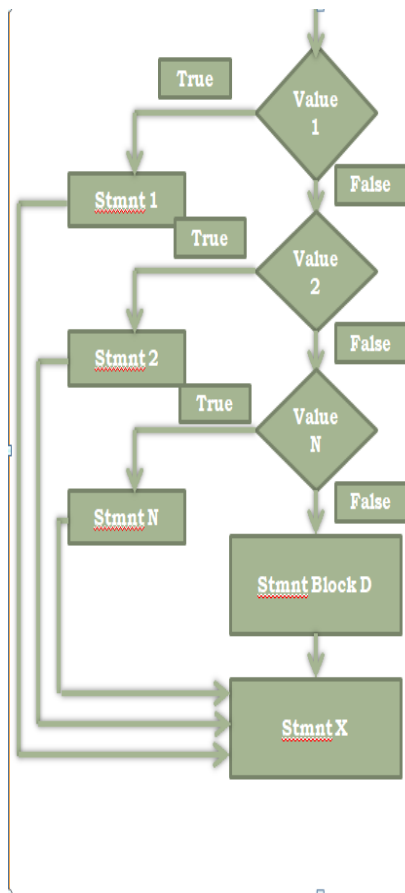 True
Value
1
Stmnt 1
False
True
Value
2
Stmnt 2
False
True
Value
N
Stmnt N
False
Stmnt Block D
Stmnt X